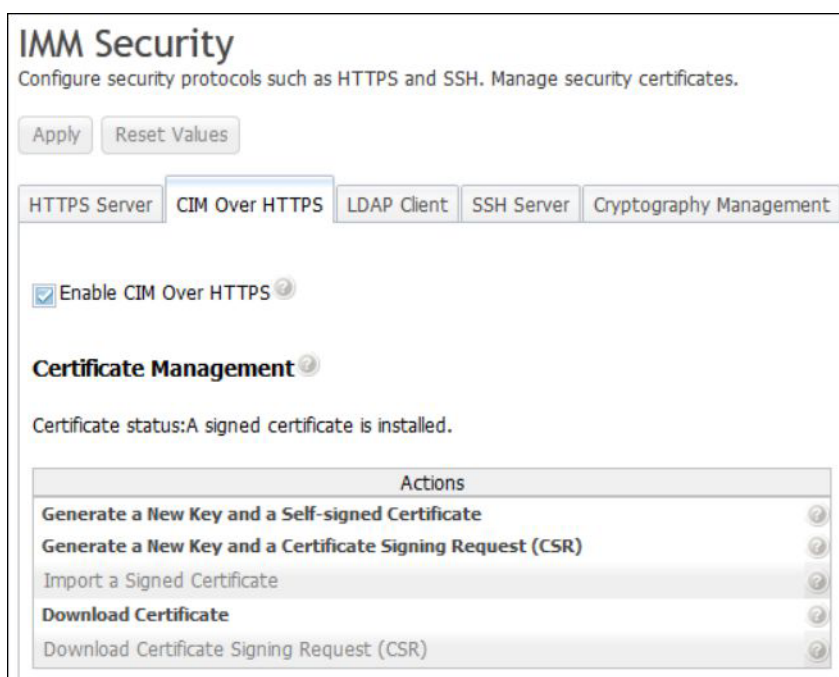 IMM Security
Configure security protocols such as HTTPS and SSH. Manage security certificates.
Apply Reset Values
HTTPS Server CIM Over HTTPS LDAP Client SSH Server Cryptography Management
Enable CIM Over HTTPS ?
Certificate Management ?
Certificate status:A signed certificate is installed.
Actions
Generate a New Key and a Self-signed Certificate ?
Generate a New Key and a Certificate Signing Request (CSR) ?
Import a Signed Certificate ?
Download Certificate ?
Download Certificate Signing Request (CSR) ?